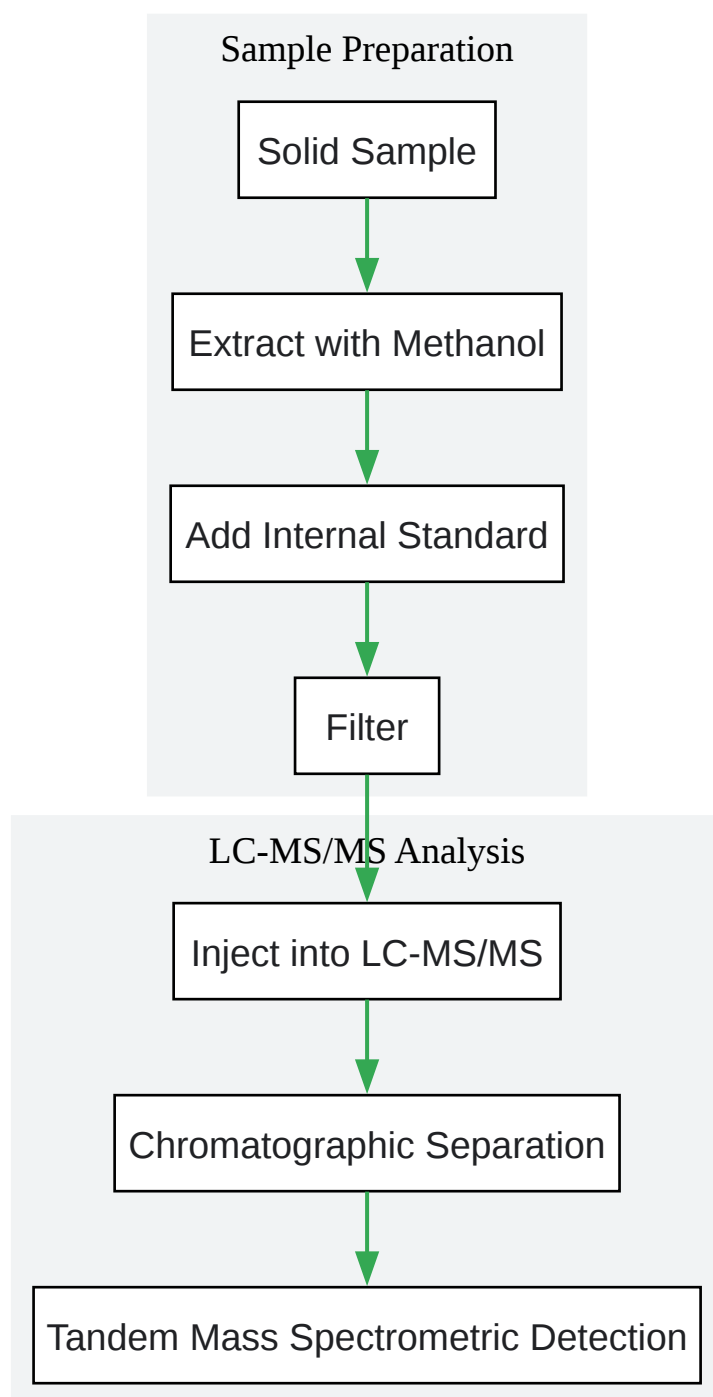 Sample Preparation
Solid Sample
Extract with Methanol
Add Internal Standard
Filter
LC-MS/MS Analysis
Inject into LC-MS/MS
Chromatographic Separation
Tandem Mass Spectrometric Detection